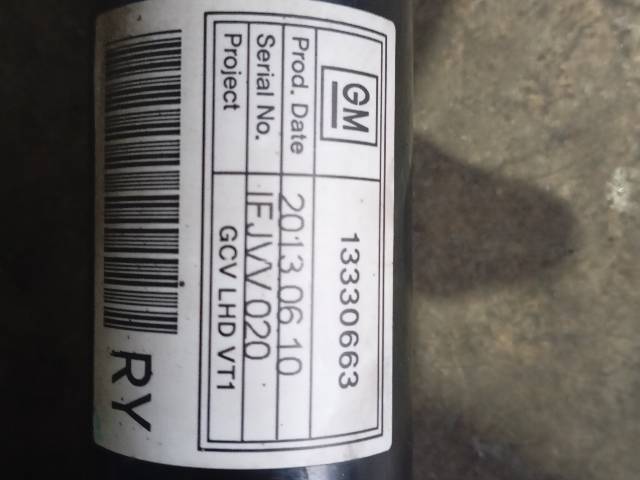 GM 13330663
Prod. Date 2013.06.10
Serial No. IFJVV.020
Project GCV LHD VT1
RY